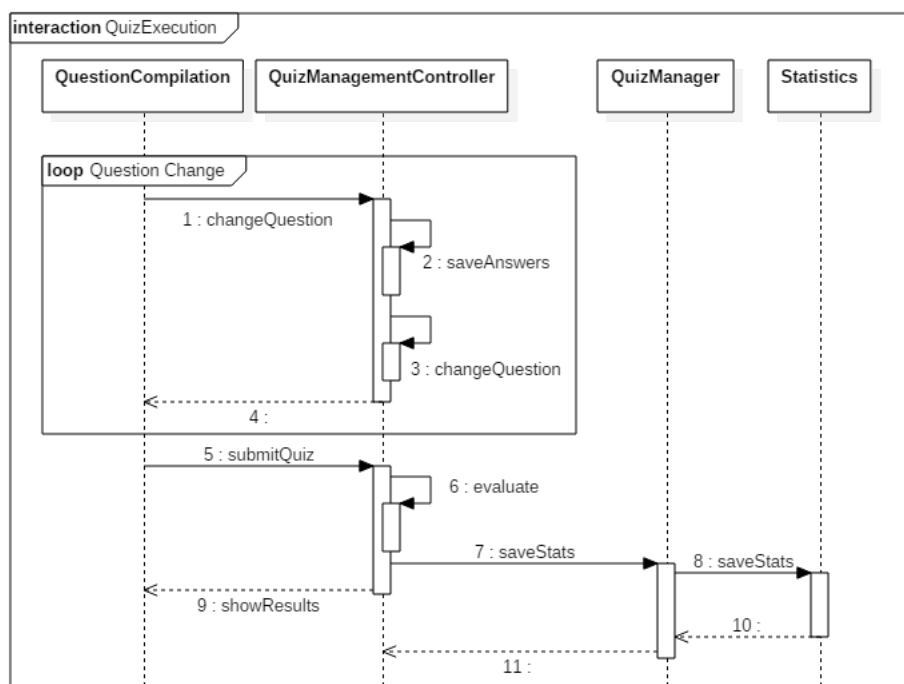 interaction QuizExecution
QuestionCompilation
QuizManagementController
QuizManager
Statistics
loop Question Change
1 : changeQuestion
2 : saveAnswers
3 : changeQuestion
4 :
5 : submitQuiz
6 : evaluate
7 : saveStats
8 : saveStats
9 : showResults
10 :
11 :